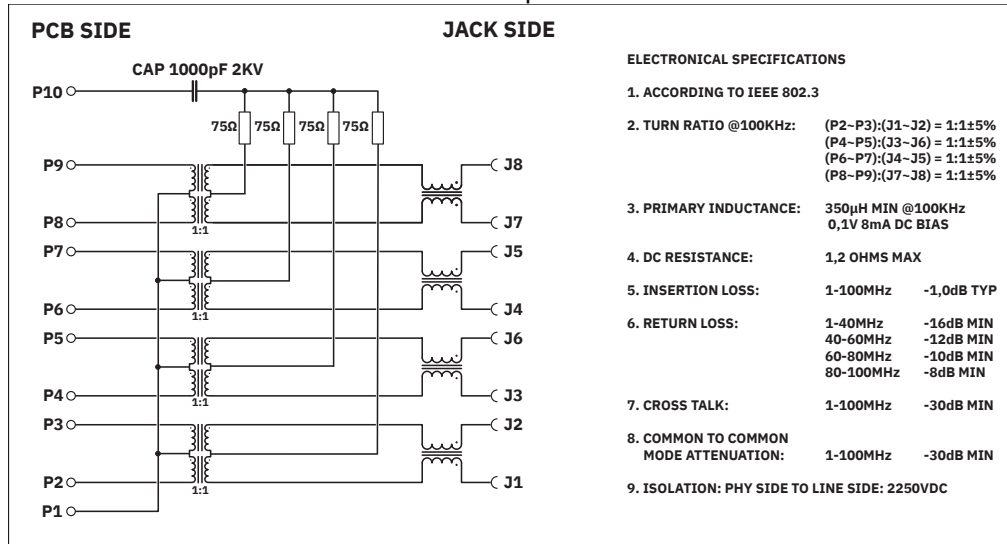 PCB SIDE
JACK SIDE
CAP 1000pF 2KV
P10
75Ω 75Ω 75Ω 75Ω
P9
J8
P8
J7
1:1
P7
J5
P6
J4
1:1
P5
J6
P4
J3
1:1
P3
J2
P2
J1
1:1
P1
ELECTRONICAL SPECIFICATIONS
1. ACCORDING TO IEEE 802.3
2. TURN RATIO @100KHz: (P2~P3):(J1~J2) = 1:1±5%
(P4~P5):(J3~J6) = 1:1±5%
(P6~P7):(J4~J5) = 1:1±5%
(P8~P9):(J7~J8) = 1:1±5%
3. PRIMARY INDUCTANCE: 350µH MIN @100KHz
0,1V 8mA DC BIAS
4. DC RESISTANCE: 1,2 OHMS MAX
5. INSERTION LOSS: 1-100MHz -1,0dB TYP
6. RETURN LOSS: 1-40MHz -16dB MIN
40-60MHz -12dB MIN
60-80MHz -10dB MIN
80-100MHz -8dB MIN
7. CROSS TALK: 1-100MHz -30dB MIN
8. COMMON TO COMMON
MODE ATTENUATION: 1-100MHz -30dB MIN
9. ISOLATION: PHY SIDE TO LINE SIDE: 2250VDC